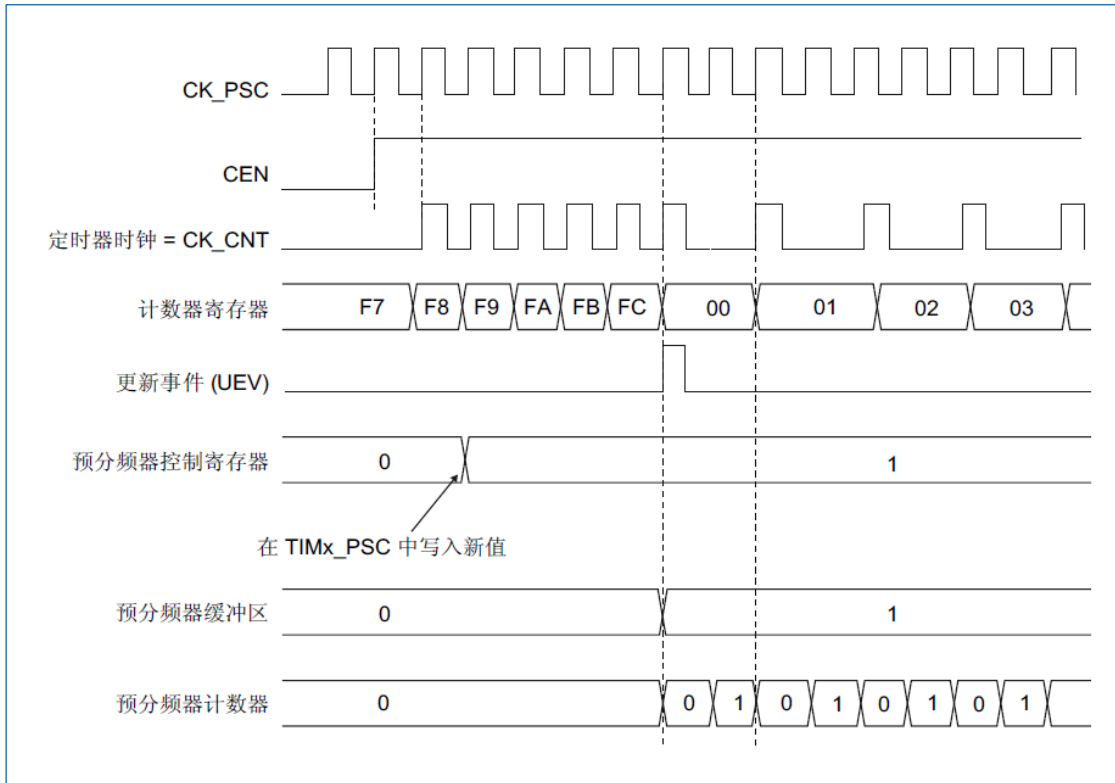 CK_PSC
CEN
定时器时钟 = CK_CNT
计数器寄存器 F7 F8 F9 FA FB FC 00 01 02 03
更新事件 (UEV)
预分频器控制寄存器 0 1
在 TIMx_PSC 中写入新值
预分频器缓冲区 0 1
预分频器计数器 0 0 1 0 1 0 1 0 1